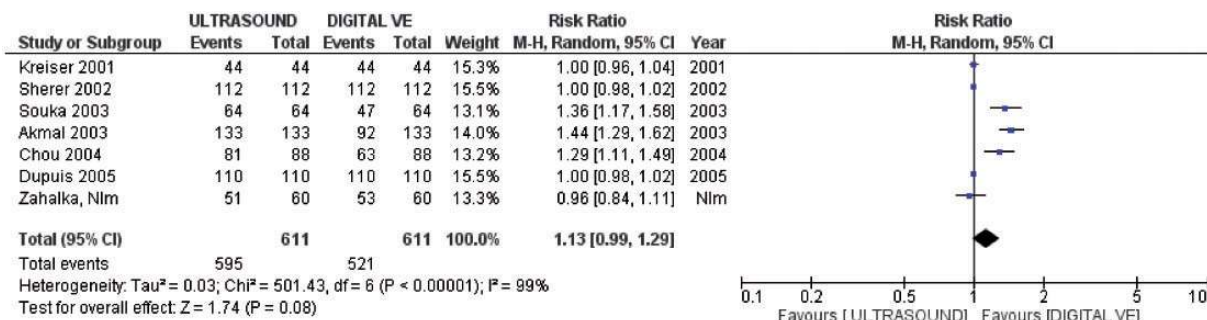 ULTRASOUND DIGITAL VE Risk Ratio Risk Ratio
Study or Subgroup Events Total Events Total Weight M-H, Random, 95% CI Year M-H, Random, 95% CI
Kreiser 2001 44 44 44 44 15.3% 1.00 [0.96, 1.04] 2001
Sherer 2002 112 112 112 112 15.5% 1.00 [0.98, 1.02] 2002
Souka 2003 64 64 47 64 13.1% 1.36 [1.17, 1.58] 2003
Akmal 2003 133 133 92 133 14.0% 1.44 [1.29, 1.62] 2003
Chou 2004 81 88 63 88 13.2% 1.29 [1.11, 1.49] 2004
Dupuis 2005 110 110 110 110 15.5% 1.00 [0.98, 1.02] 2005
Zahalka, Nlm 51 60 53 60 13.3% 0.96 [0.84, 1.11] Nlm
Total (95% CI) 611 611 100.0% 1.13 [0.99, 1.29]
Total events 595 521
Heterogeneity: Tau² = 0.03; Chi² = 501.43, df = 6 (P < 0.00001); I² = 99%
Test for overall effect: Z = 1.74 (P = 0.08)
0.1 0.2 0.5 1 2 5 10
Favours [ ULTRASOUND] Favours [DIGITAL VE]